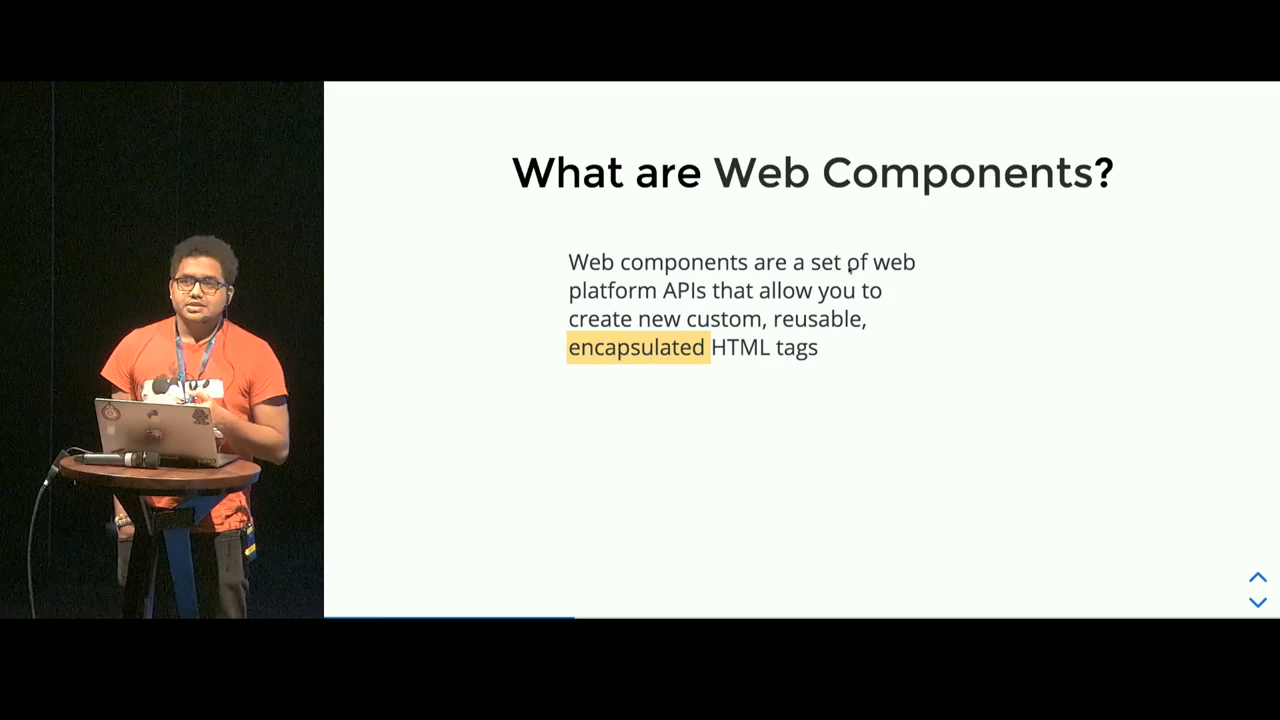 What are Web Components?
Web components are a set of web
platform APIs that allow you to
create new custom, reusable,
encapsulated HTML tags